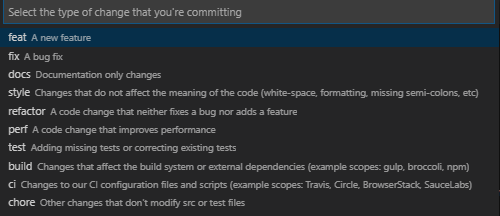 Select the type of change that you're committing
feat A new feature
fix A bug fix
docs Documentation only changes
style Changes that do not affect the meaning of the code (white-space, formatting, missing semi-colons, etc)
refactor A code change that neither fixes a bug nor adds a feature
perf A code change that improves performance
test Adding missing tests or correcting existing tests
build Changes that affect the build system or external dependencies (example scopes: gulp, broccoli, npm)
ci Changes to our CI configuration files and scripts (example scopes: Travis, Circle, BrowserStack, SauceLabs)
chore Other changes that don't modify src or test files